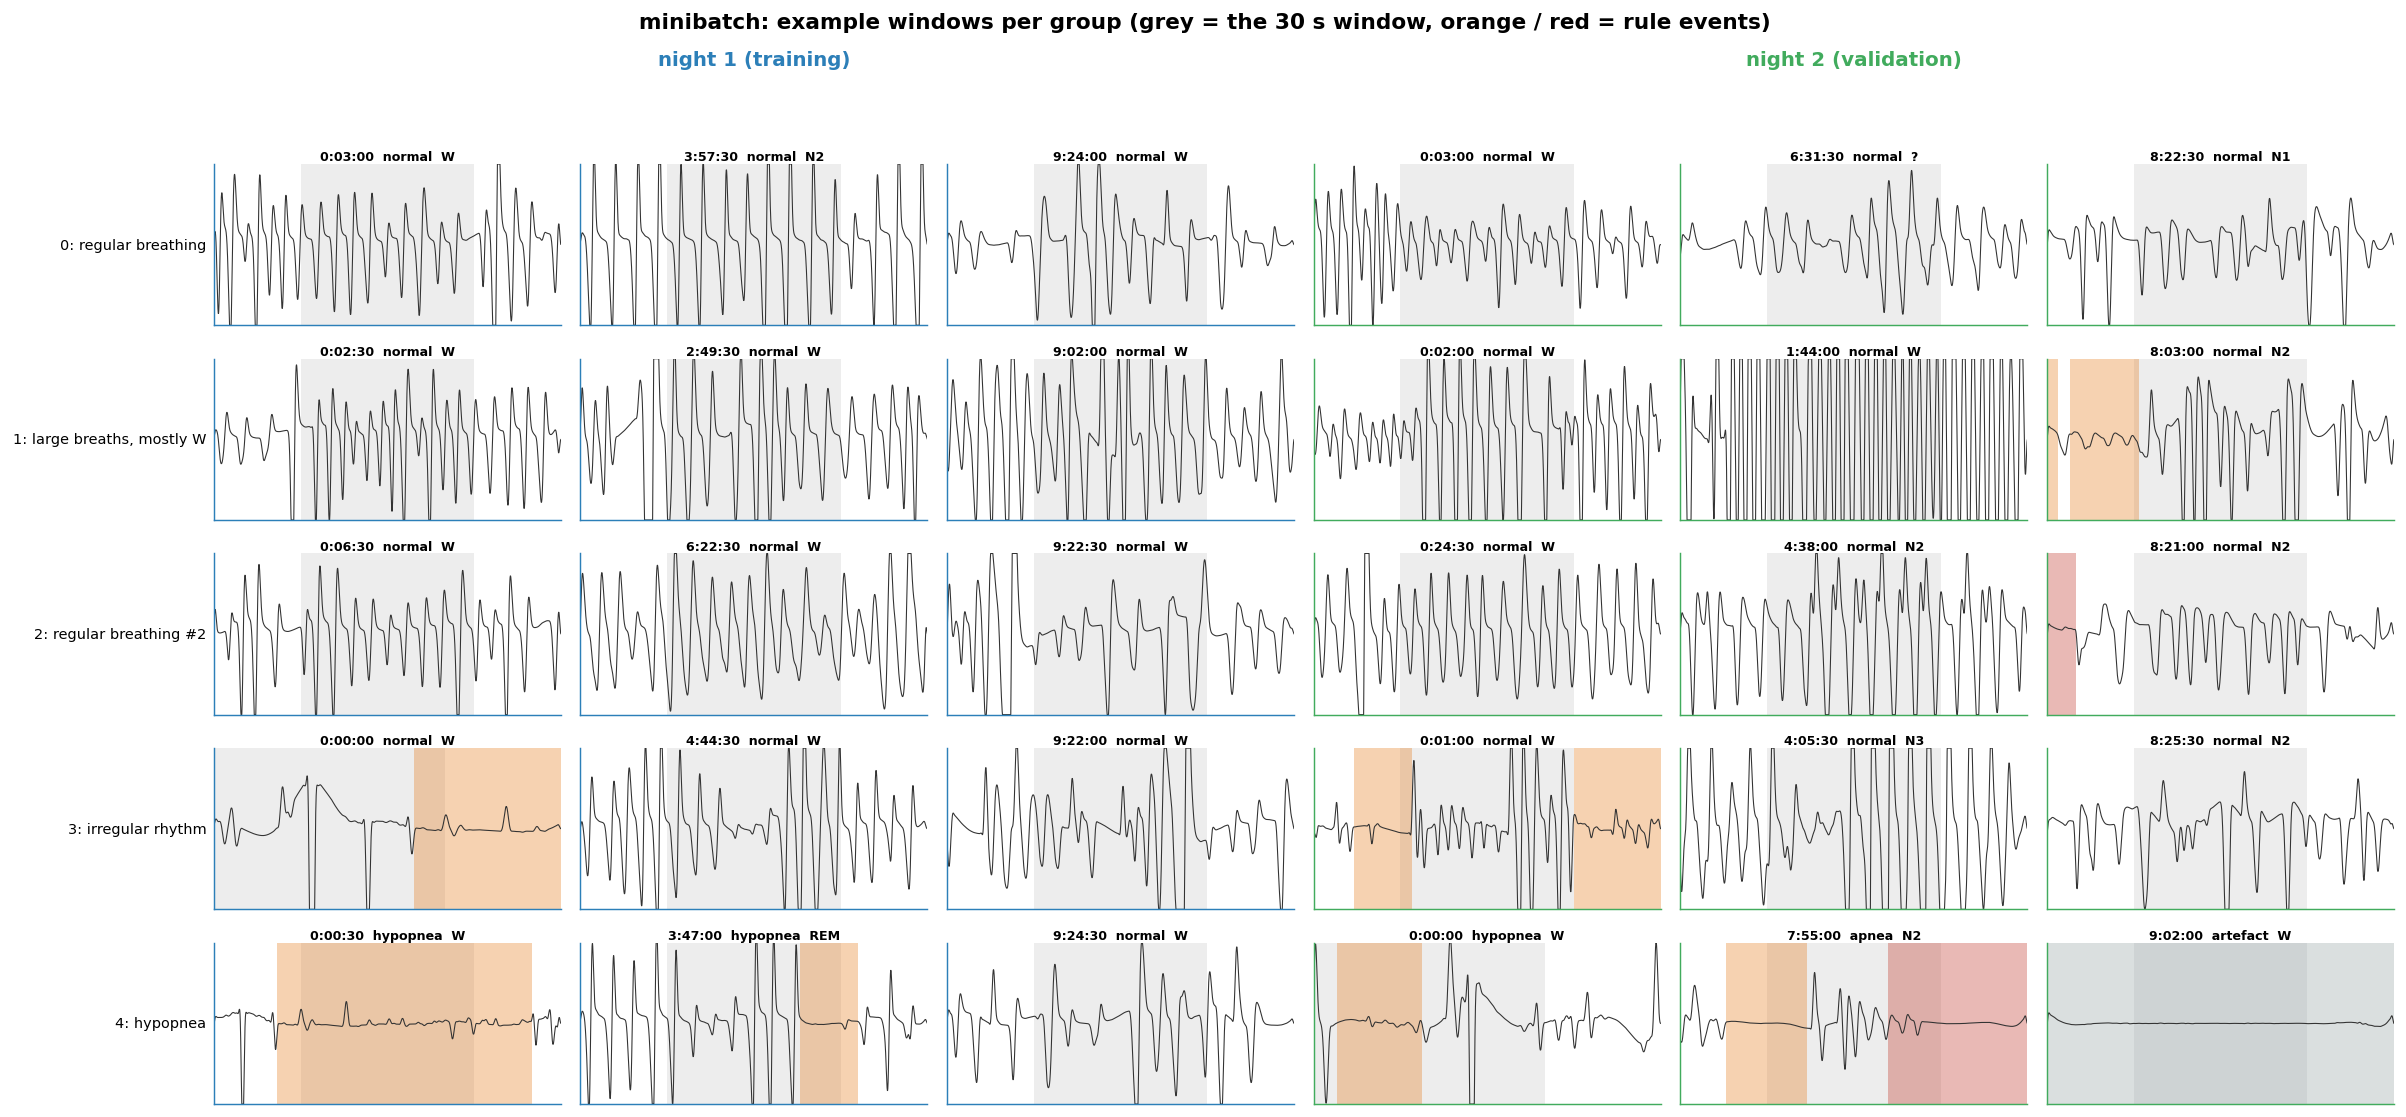 minibatch: example windows per group (grey = the 30 s window, orange / red = rule events)
night 1 (training)
night 2 (validation)
0:03:00  normal  W
3:57:30  normal  N2
9:24:00  normal  W
0:03:00  normal  W
6:31:30  normal  ?
8:22:30  normal  N1
0: regular breathing
0:02:30  normal  W
2:49:30  normal  W
9:02:00  normal  W
0:02:00  normal  W
1:44:00  normal  W
8:03:00  normal  N2
1: large breaths, mostly W
0:06:30  normal  W
6:22:30  normal  W
9:22:30  normal  W
0:24:30  normal  W
4:38:00  normal  N2
8:21:00  normal  N2
2: regular breathing #2
0:00:00  normal  W
4:44:30  normal  W
9:22:00  normal  W
0:01:00  normal  W
4:05:30  normal  N3
8:25:30  normal  N2
3: irregular rhythm
0:00:30  hypopnea  W
3:47:00  hypopnea  REM
9:24:30  normal  W
0:00:00  hypopnea  W
7:55:00  apnea  N2
9:02:00  artefact  W
4: hypopnea